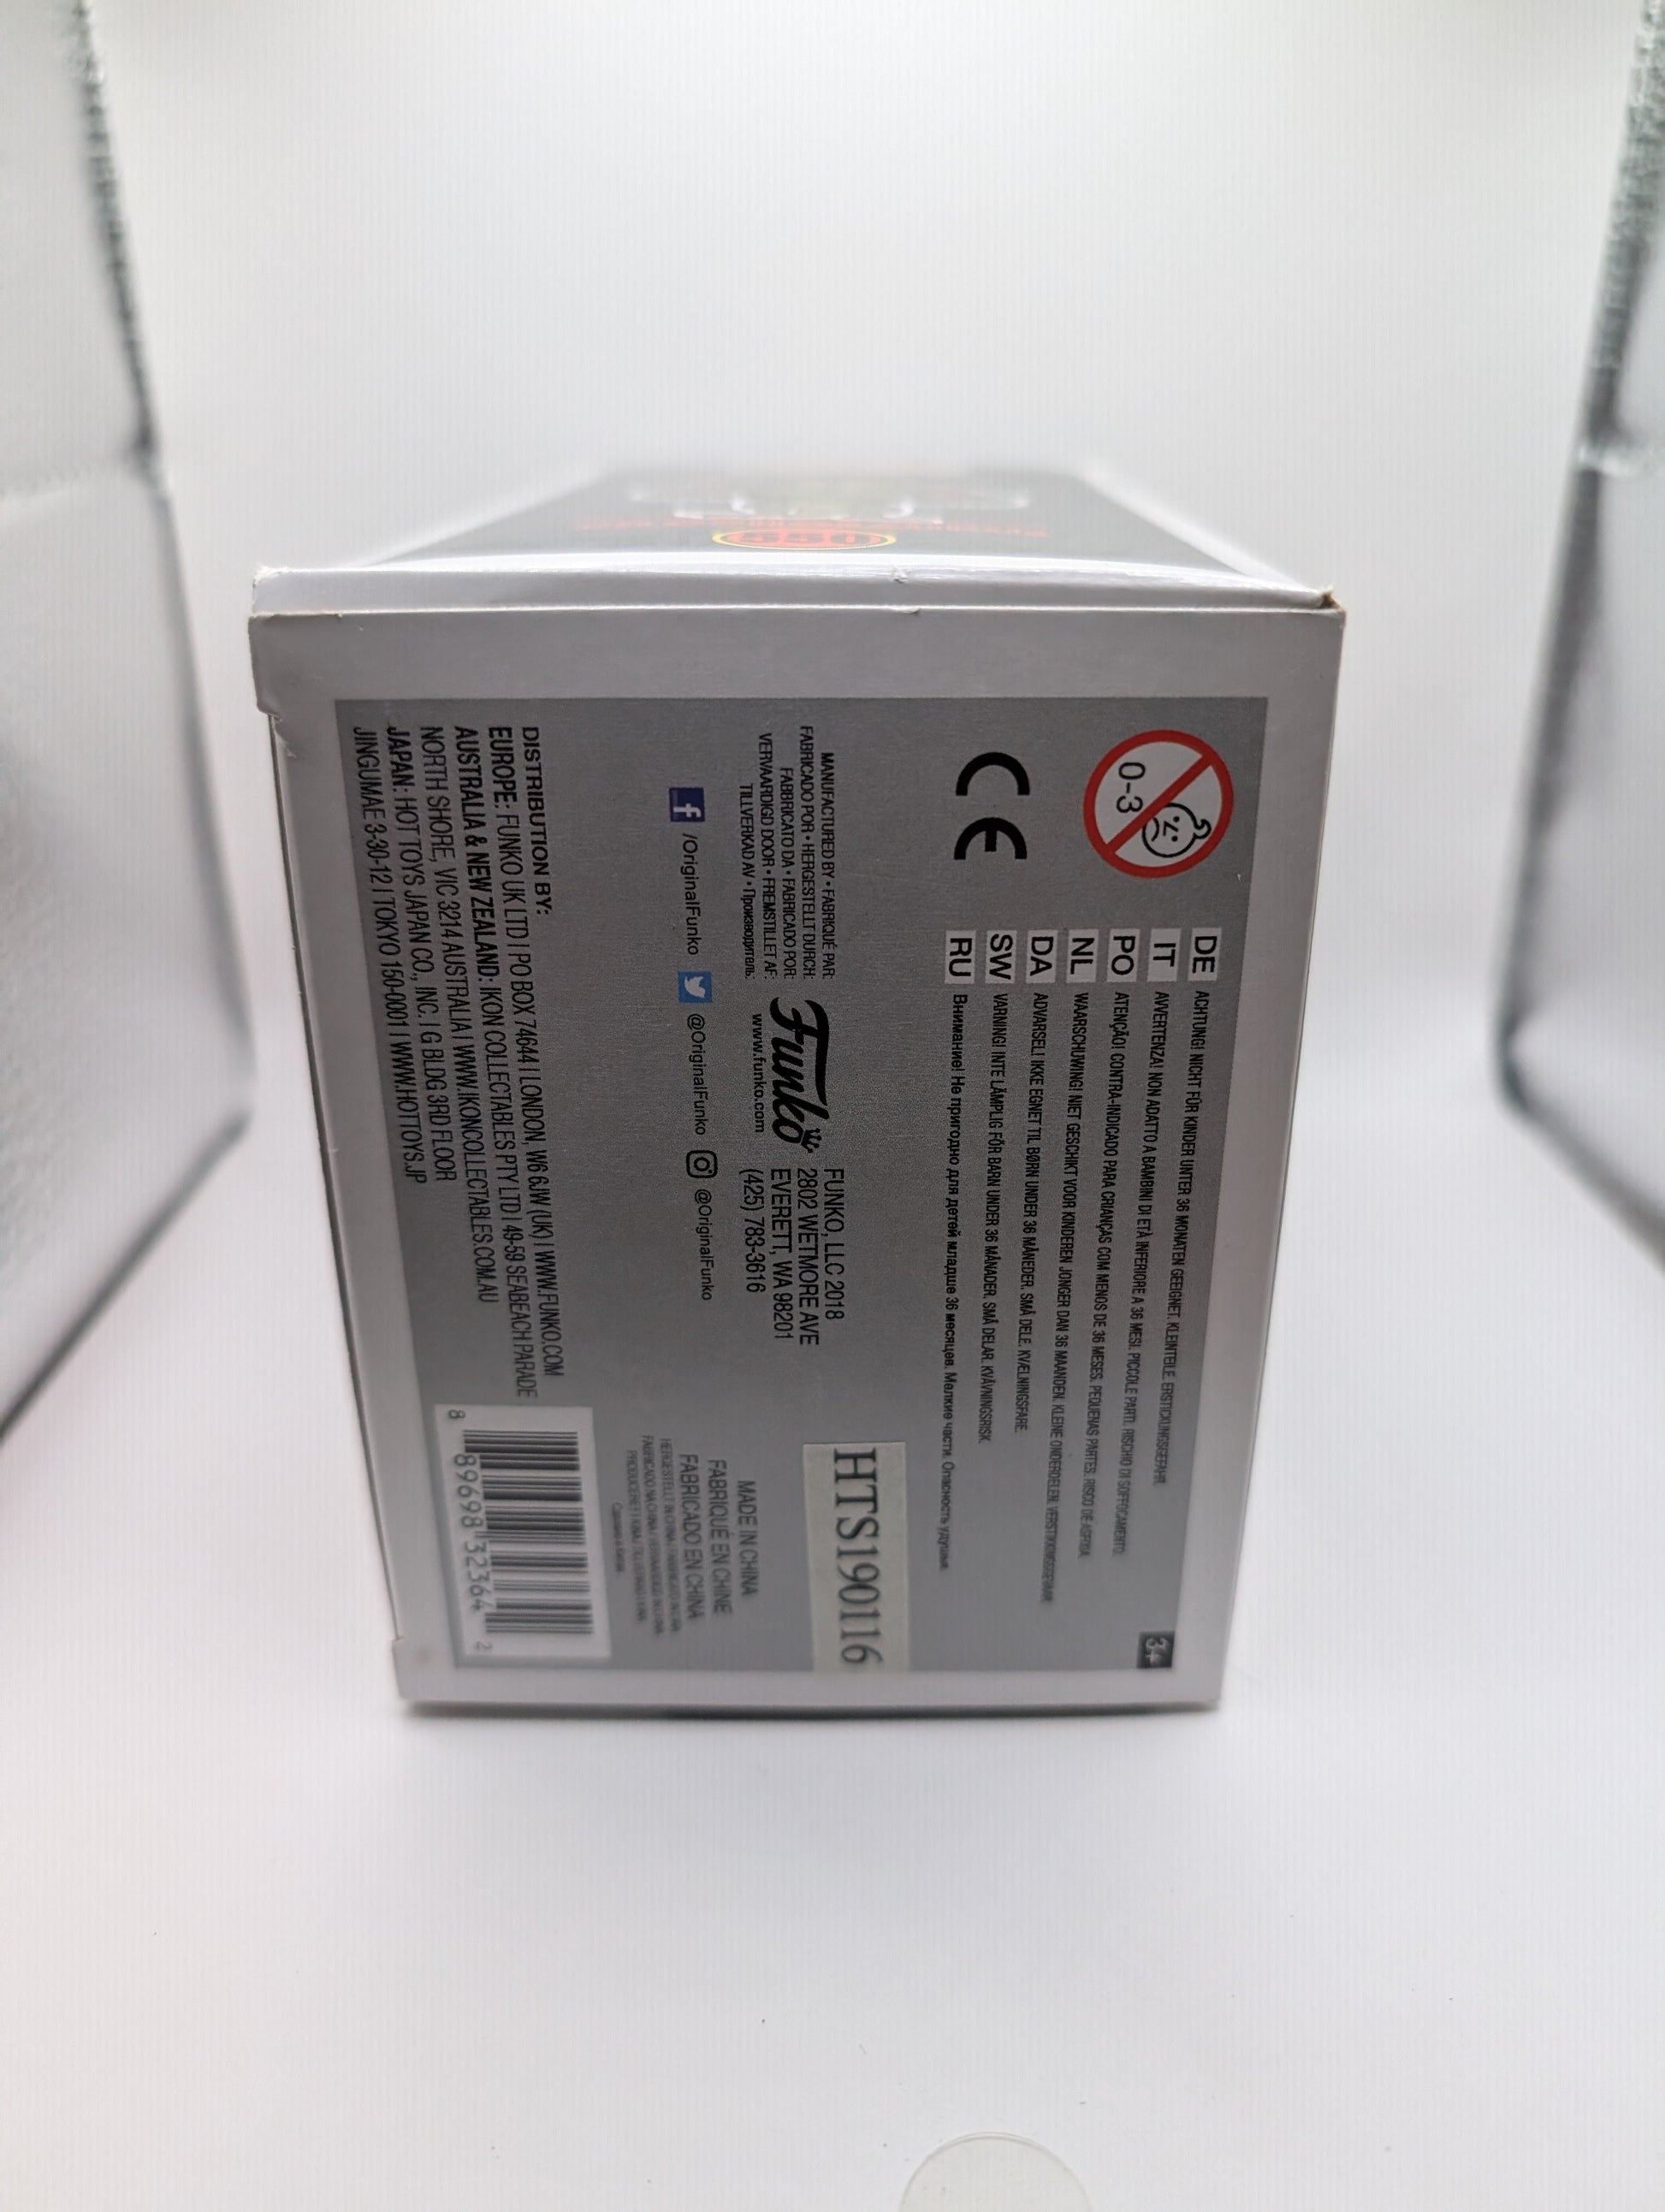 550
0-3
CE
DE ACHTUNG! NICHT FÜR KINDER UNTER 36 MONATEN GEEIGNET. KLEINTEILE. ERSTICKUNGSGEFAHR.
IT AVVERTENZA! NON ADATTO A BAMBINI DI ETÀ INFERIORE A 36 MESI. PICCOLE PARTI. RISCHIO DI SOFFOCAMENTO.
PO ATENÇÃO! CONTRA-INDICADO PARA CRIANÇAS COM MENOS DE 36 MESES. PEQUENAS PARTES. RISCO DE ASFIXIA.
NL WAARSCHUWING! NIET GESCHIKT VOOR KINDEREN JONGER DAN 36 MAANDEN. KLEINE ONDERDELEN. VERSTIKKINGSGEVAAR.
DA ADVARSEL! IKKE EGNET TIL BØRN UNDER 36 MÅNEDER. SMÅ DELE. KVÆLNINGSFARE.
SW VARNING! INTE LÄMPLIG FÖR BARN UNDER 36 MÅNADER. SMÅ DELAR. KVÄVNINGSRISK.
RU Внимание! Не пригодно для детей младше 36 месяцев. Мелкие части. Опасность удушья.
3+
MANUFACTURED BY • FABRIQUÉ PAR:
FABRICADO POR • HERGESTELLT DURCH:
FABBRICATO DA • FABRICADO POR:
VERVAARDIGD DOOR • FREMSTILLET AF:
TILLVERKAD AV • Производитель:
Funko
www.funko.com
FUNKO, LLC 2018
2802 WETMORE AVE
EVERETT, WA 98201
(425) 783-3616
HTS190116
/OriginalFunko @OriginalFunko @OriginalFunko
MADE IN CHINA
FABRIQUÉ EN CHINE
FABRICADO EN CHINA
DISTRIBUTION BY:
EUROPE: FUNKO UK LTD | PO BOX 74644 | LONDON, W6 6JW (UK) | WWW.FUNKO.COM
AUSTRALIA & NEW ZEALAND: IKON COLLECTABLES PTY LTD | 49-59 SEABEACH PARADE
NORTH SHORE, VIC 3214 AUSTRALIA | WWW.IKONCOLLECTABLES.COM.AU
JAPAN: HOT TOYS JAPAN CO., INC. | G BLDG 3RD FLOOR
JINGUMAE 3-30-12 | TOKYO 150-0001 | WWW.HOTTOYS.JP
8 89698 32364 2